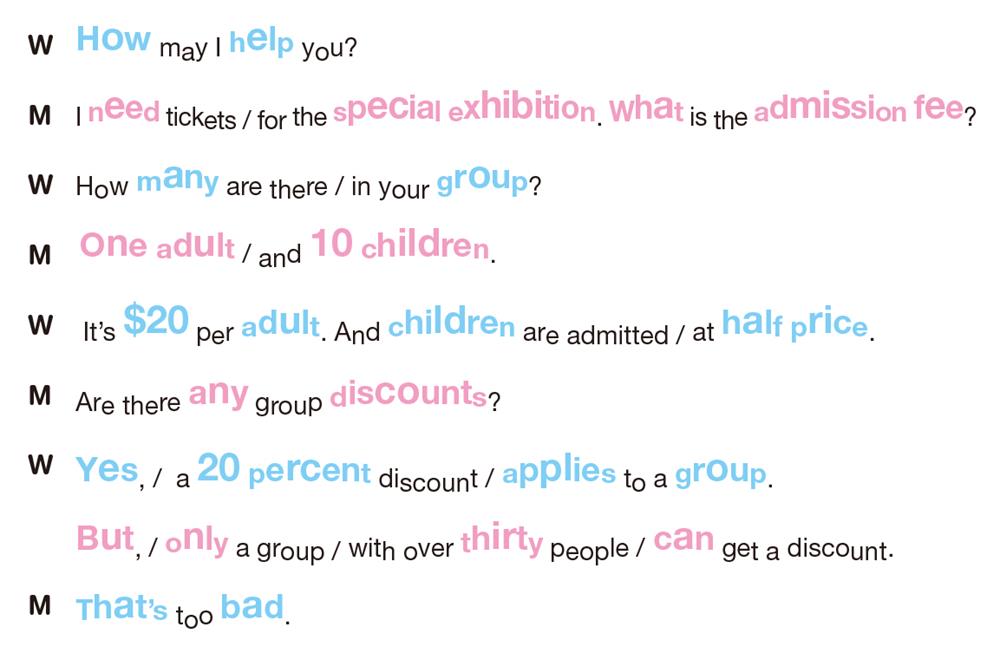 W How may I help you?
M I need tickets / for the special exhibition. What is the admission fee?
W How many are there / in your group?
M One adult / and 10 children.
W It's $20 per adult. And children are admitted / at half price.
M Are there any group discounts?
W Yes, / a 20 percent discount / applies to a group.
But, / only a group / with over thirty people / can get a discount.
M That's too bad.